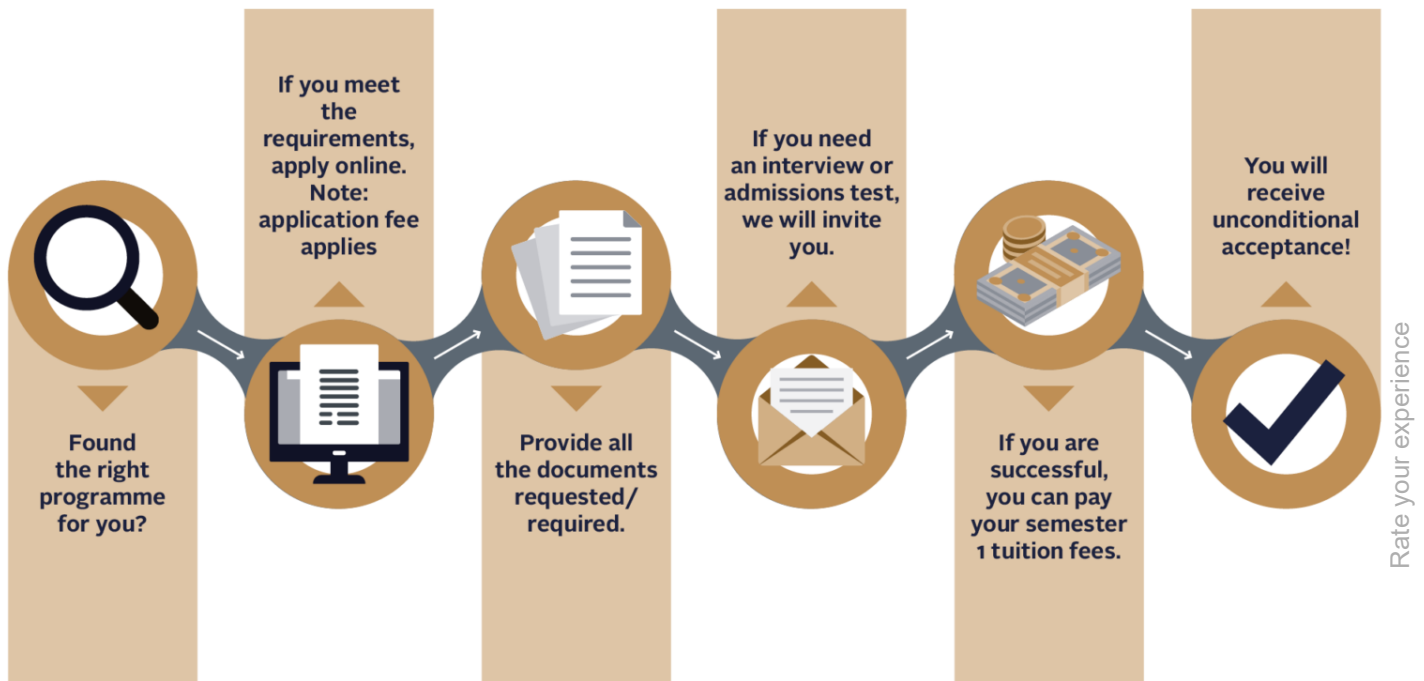 Found
the right
programme
for you?
If you meet
the
requirements,
apply online.
Note:
application fee
applies
Provide all
the documents
requested/
required.
If you need
an interview or
admissions test,
we will invite
you.
If you are
successful,
you can pay
your semester
1 tuition fees.
You will
receive
unconditional
acceptance!
Rate your experience